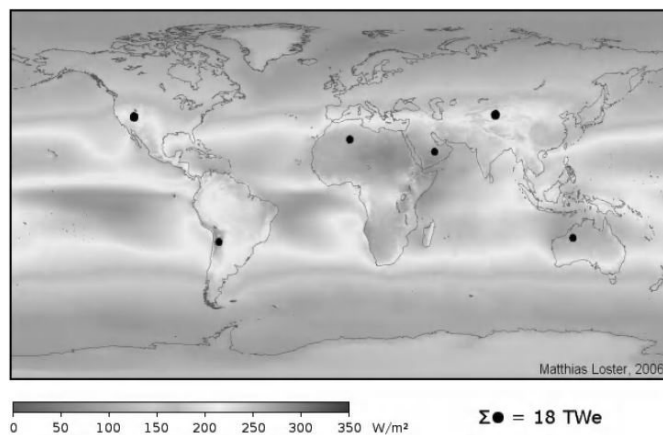 Matthias Loster, 2006
0 50 100 150 200 250 300 350 W/m²
Σ● = 18 TWe